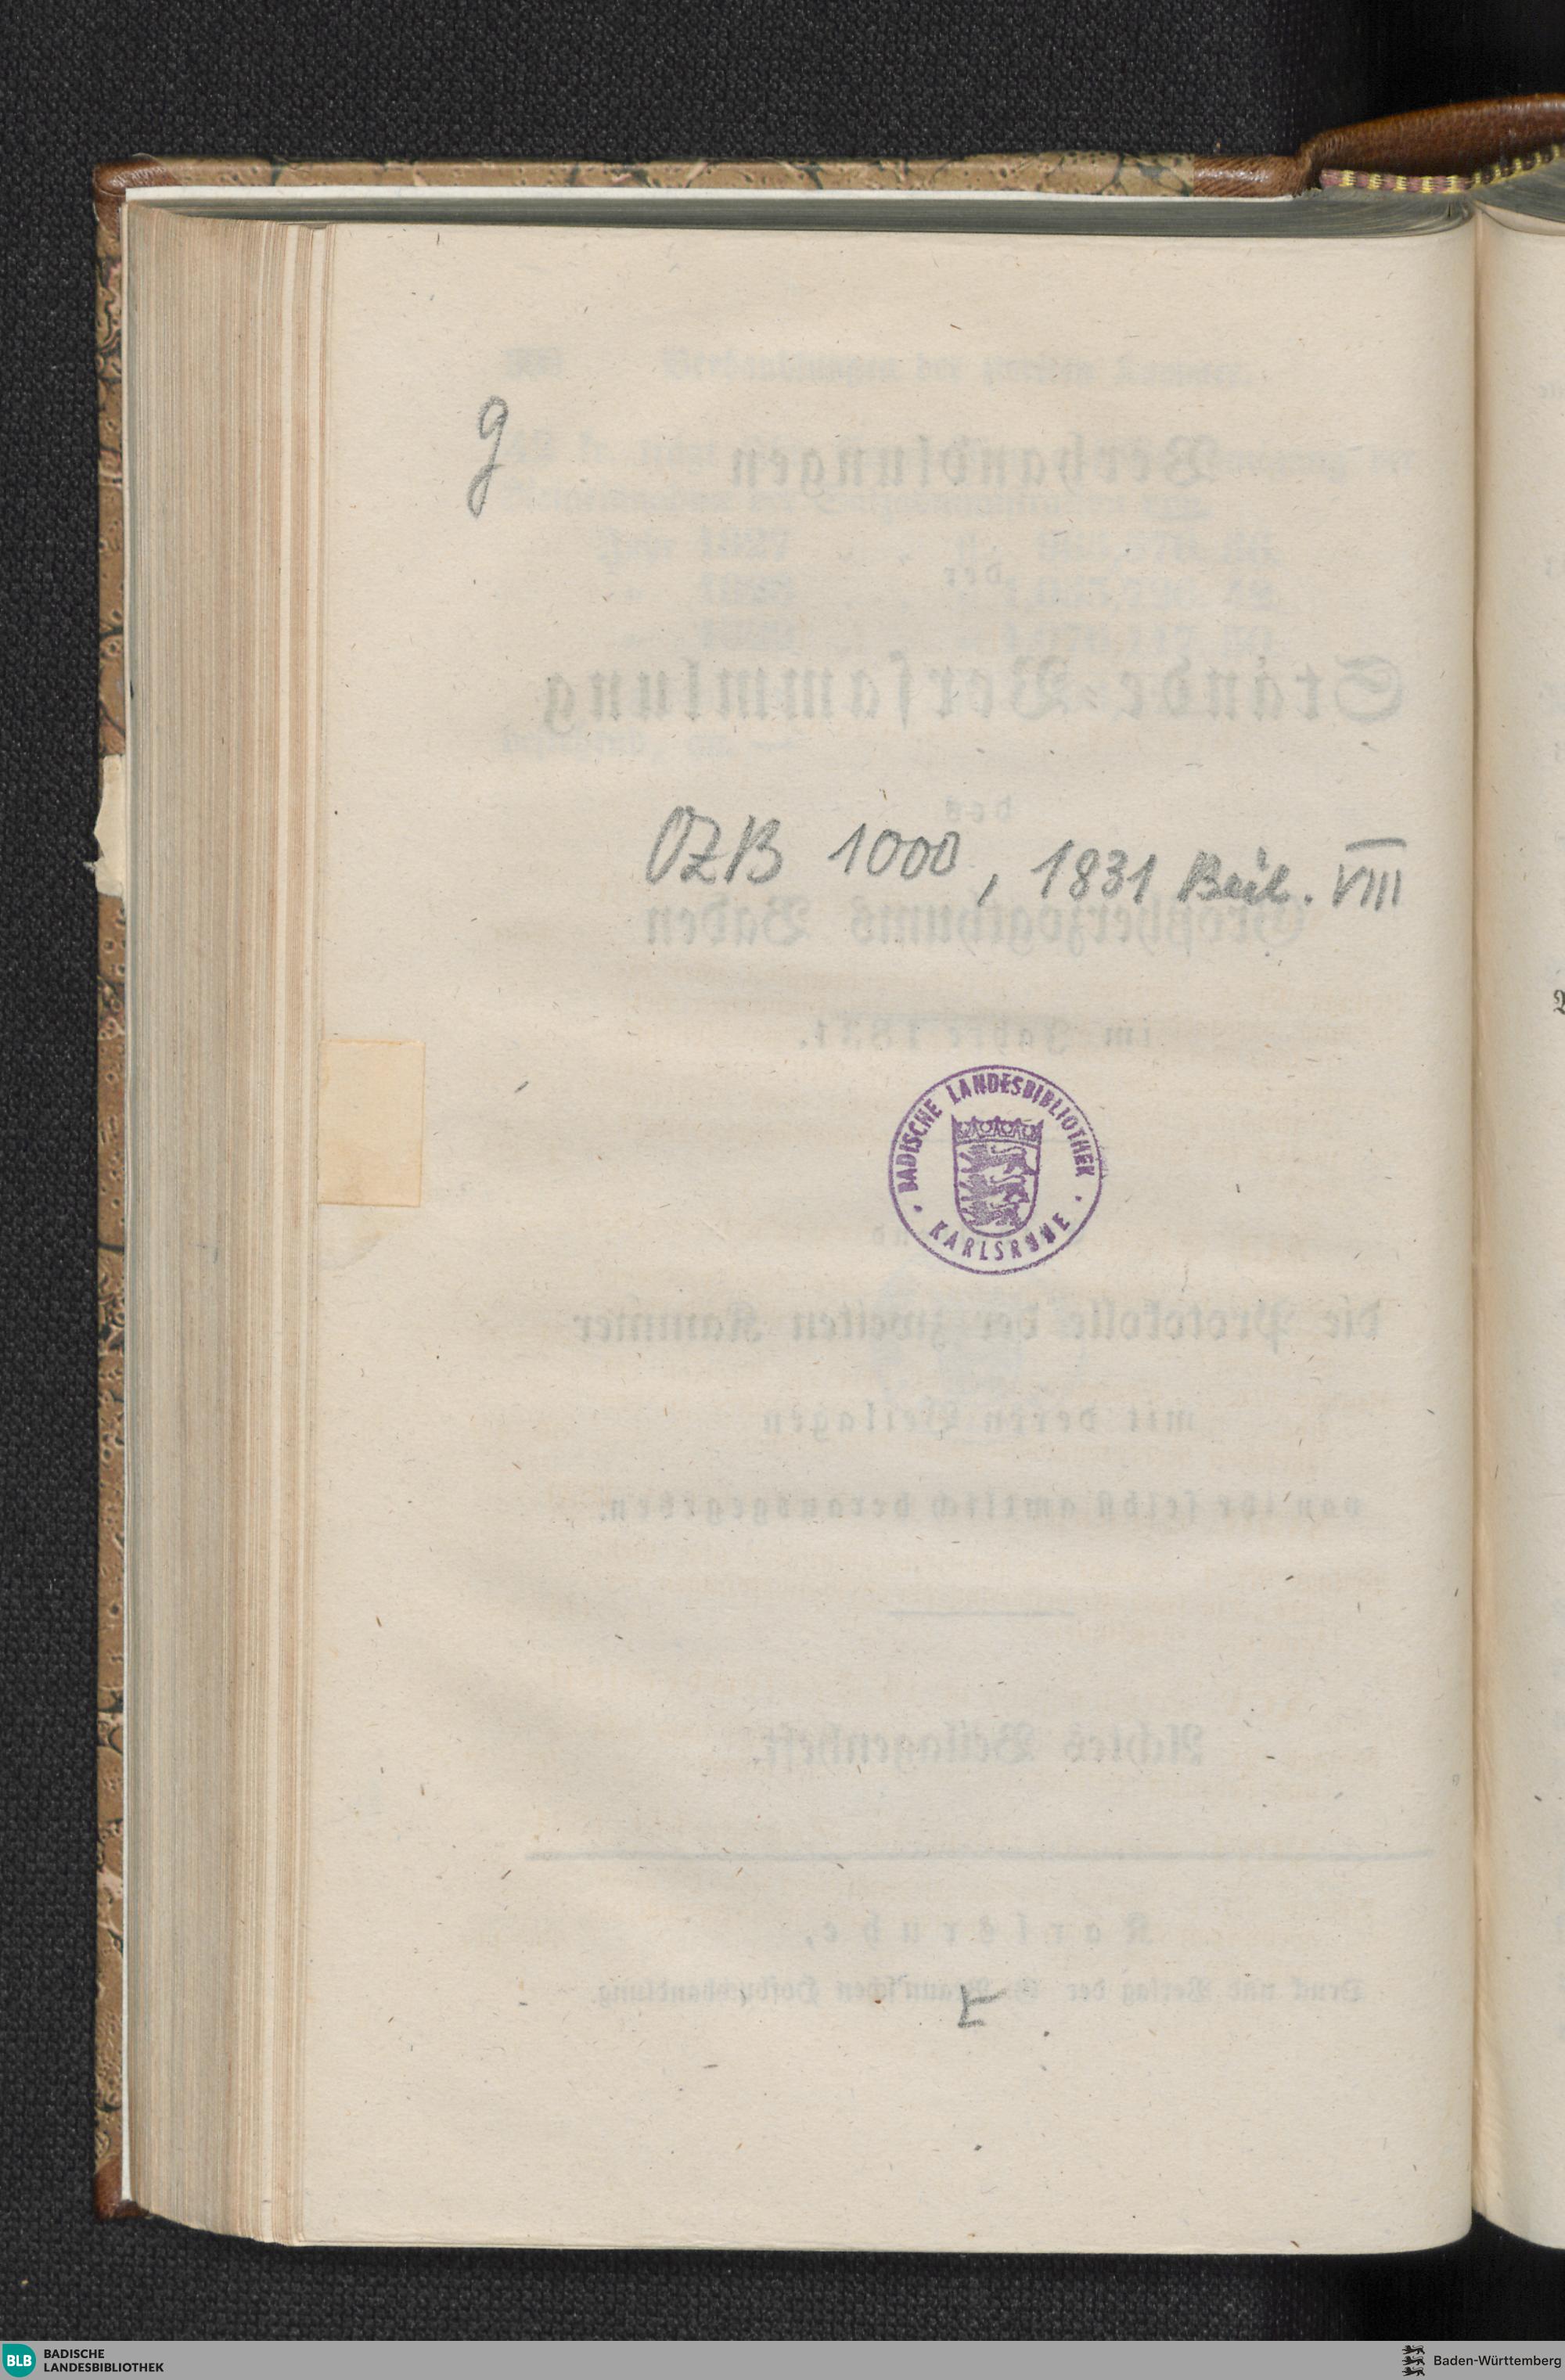 g
OZB 1000, 1831 Beil. VIII
BADISCHE LANDESBIBLIOTHEK
KARLSRUHE
Verhandlungen
der
Stände-Versammlung
des
Großherzogthums Baden
im Jahre 1831.
die Protokolle der zweiten Kammer
mit deren Beilagen
von ihr selbst amtlich herausgegeben.
Achtes Beilagenheft.
Karlsruhe,
Druck und Verlag der G. Braun'schen Hofbuchhandlung.
BLB BADISCHE
LANDESBIBLIOTHEK
Baden-Württemberg